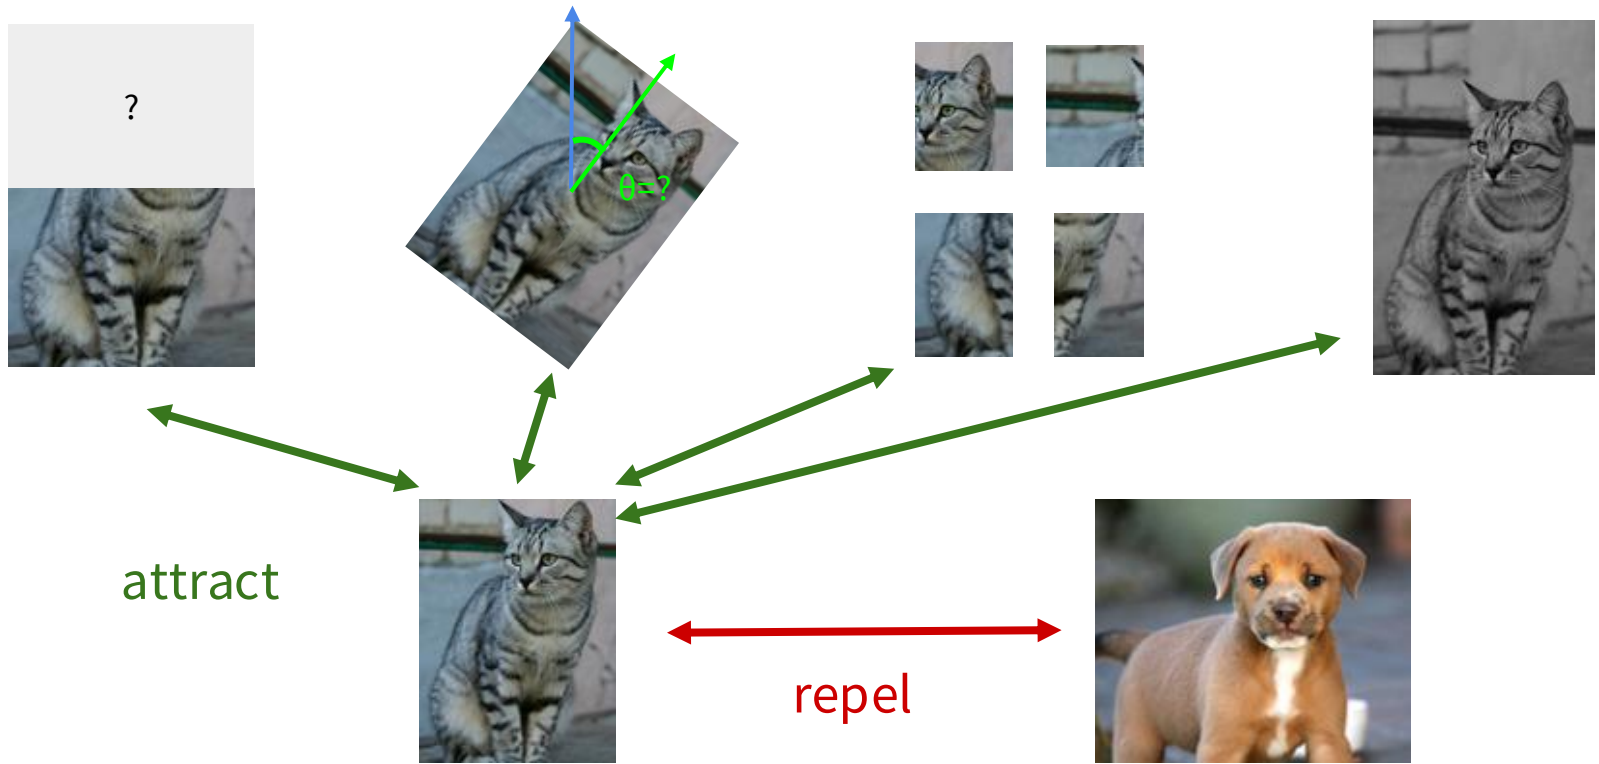 ?
θ=?
attract
repel